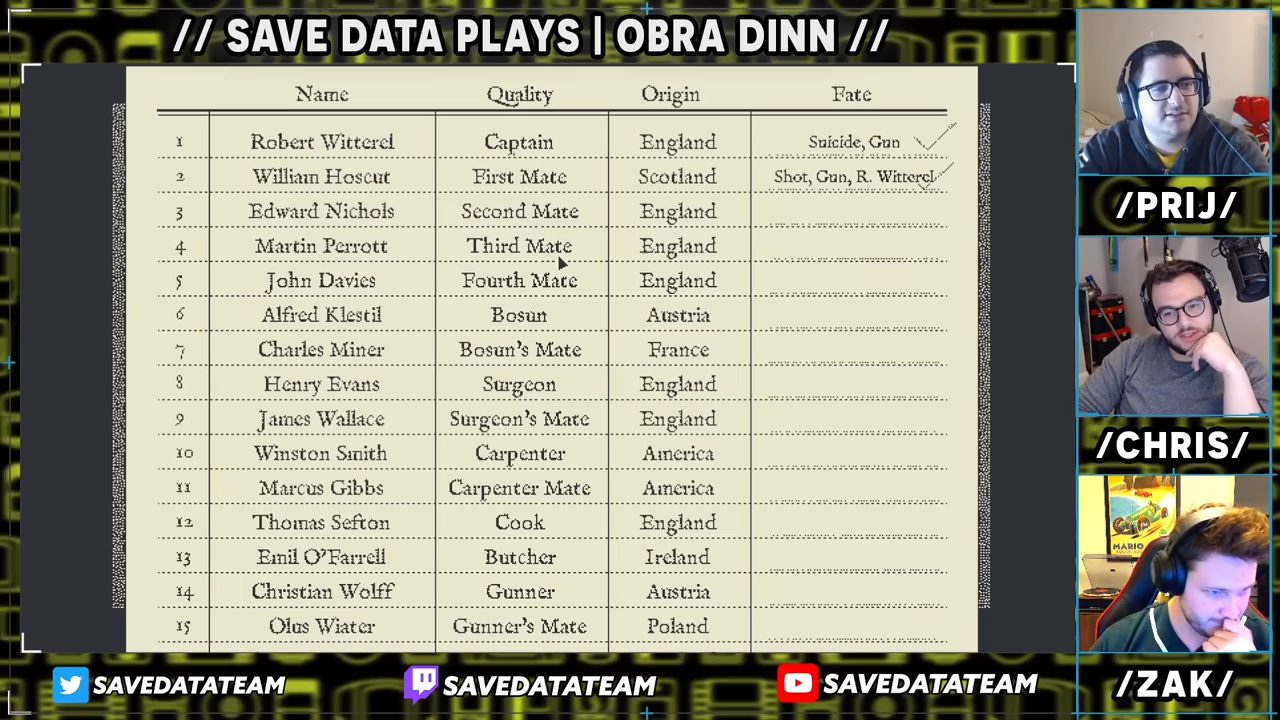 // SAVE DATA PLAYS | OBRA DINN //
Name Quality Origin Fate
1 Robert Witterel Captain England Suicide, Gun
2 William Hoscut First Mate Scotland Shot, Gun, R. Witterel
3 Edward Nichols Second Mate England
4 Martin Perrott Third Mate England
5 John Davies Fourth Mate England
6 Alfred Klestil Bosun Austria
7 Charles Miner Bosun's Mate France
8 Henry Evans Surgeon England
9 James Wallace Surgeon's Mate England
10 Winston Smith Carpenter America
11 Marcus Gibbs Carpenter Mate America
12 Thomas Sefton Cook England
13 Emil O'Farrell Butcher Ireland
14 Christian Wolff Gunner Austria
15 Olus Wiater Gunner's Mate Poland
/PRIJ/
/CHRIS/
MARIO
/ZAK/
SAVEDATATEAM SAVEDATATEAM SAVEDATATEAM